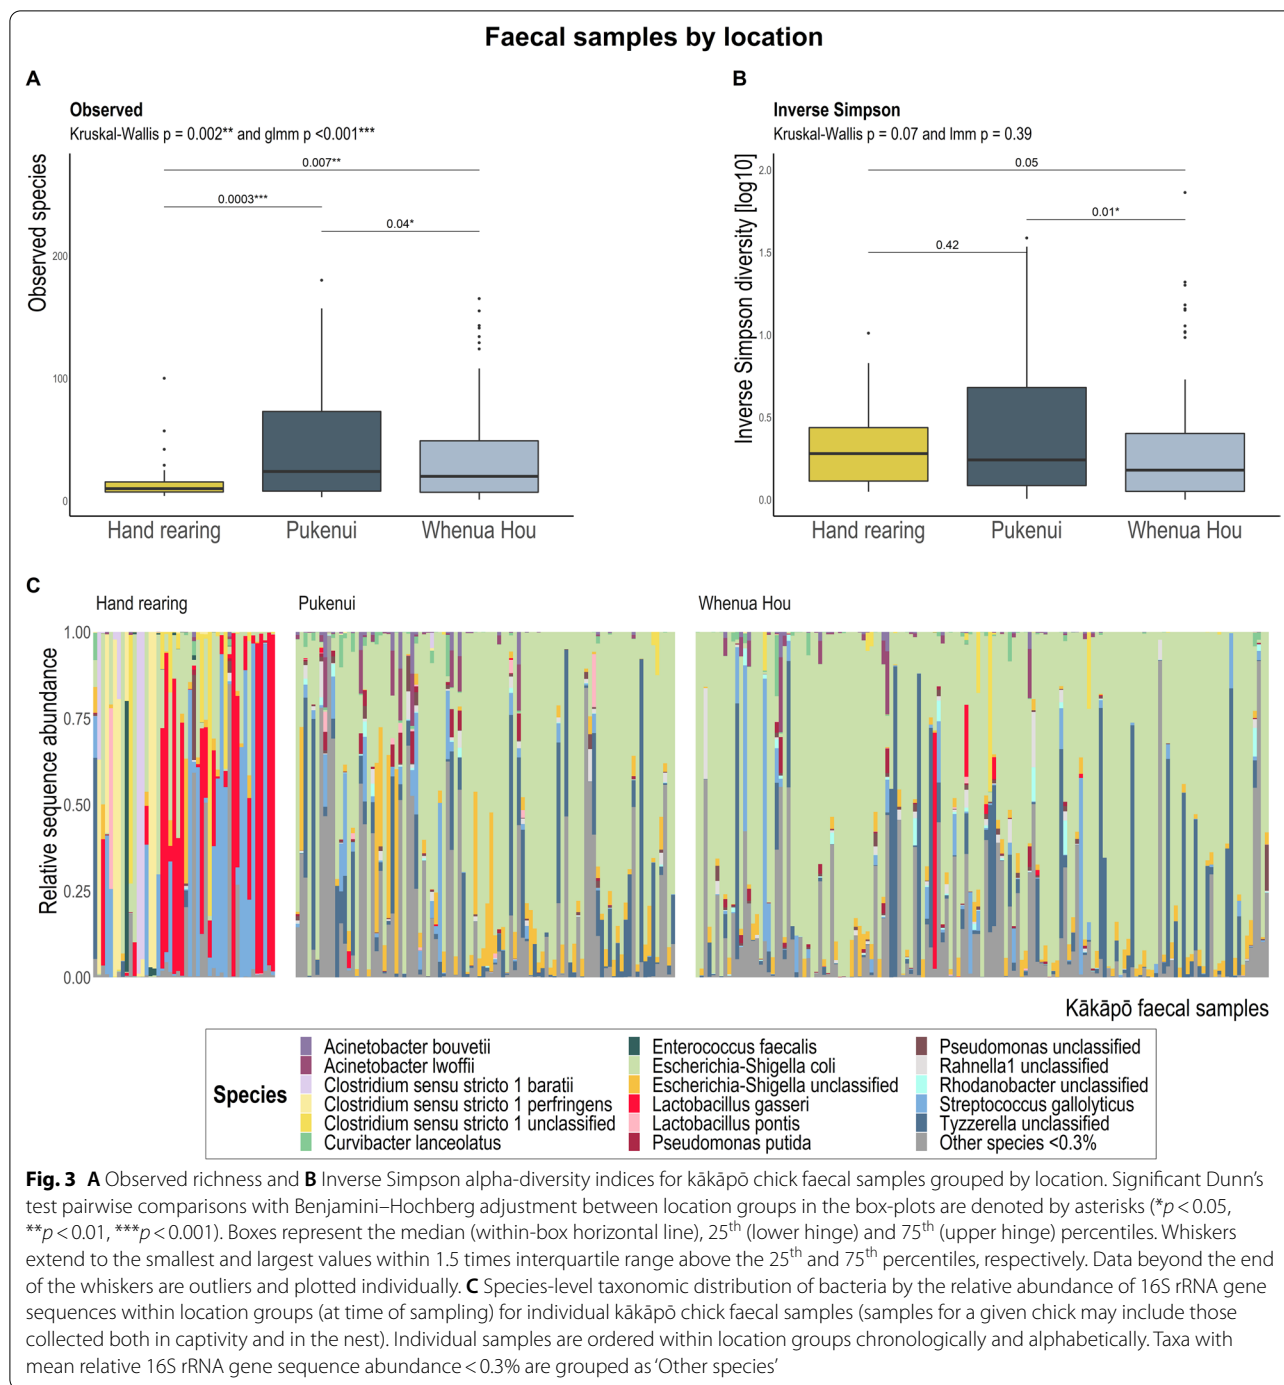 Faecal samples by location
A
Observed
Kruskal-Wallis p = 0.002** and glmm p <0.001***
Observed species
200
100
0
0.007**
0.0003***
0.04*
Hand rearing
Pukenui
Whenua Hou
B
Inverse Simpson
Kruskal-Wallis p = 0.07 and lmm p = 0.39
Inverse Simpson diversity [log10]
2.0
1.5
1.0
0.5
0.0
0.05
0.01*
0.42
Hand rearing
Pukenui
Whenua Hou
C
Hand rearing
Pukenui
Whenua Hou
Relative sequence abundance
1.00
0.75
0.50
0.25
0.00
Kākāpō faecal samples
Species
Acinetobacter bouvetii
Acinetobacter lwoffii
Clostridium sensu stricto 1 baratii
Clostridium sensu stricto 1 perfringens
Clostridium sensu stricto 1 unclassified
Curvibacter lanceolatus
Enterococcus faecalis
Escherichia-Shigella coli
Escherichia-Shigella unclassified
Lactobacillus gasseri
Lactobacillus pontis
Pseudomonas putida
Pseudomonas unclassified
Rahnella1 unclassified
Rhodanobacter unclassified
Streptococcus gallolyticus
Tyzzerella unclassified
Other species <0.3%
Fig. 3 A Observed richness and B Inverse Simpson alpha-diversity indices for kākāpō chick faecal samples grouped by location. Significant Dunn's
test pairwise comparisons with Benjamini–Hochberg adjustment between location groups in the box-plots are denoted by asterisks (*p < 0.05,
**p < 0.01, ***p < 0.001). Boxes represent the median (within-box horizontal line), 25th (lower hinge) and 75th (upper hinge) percentiles. Whiskers
extend to the smallest and largest values within 1.5 times interquartile range above the 25th and 75th percentiles, respectively. Data beyond the end
of the whiskers are outliers and plotted individually. C Species-level taxonomic distribution of bacteria by the relative abundance of 16S rRNA gene
sequences within location groups (at time of sampling) for individual kākāpō chick faecal samples (samples for a given chick may include those
collected both in captivity and in the nest). Individual samples are ordered within location groups chronologically and alphabetically. Taxa with
mean relative 16S rRNA gene sequence abundance < 0.3% are grouped as 'Other species'